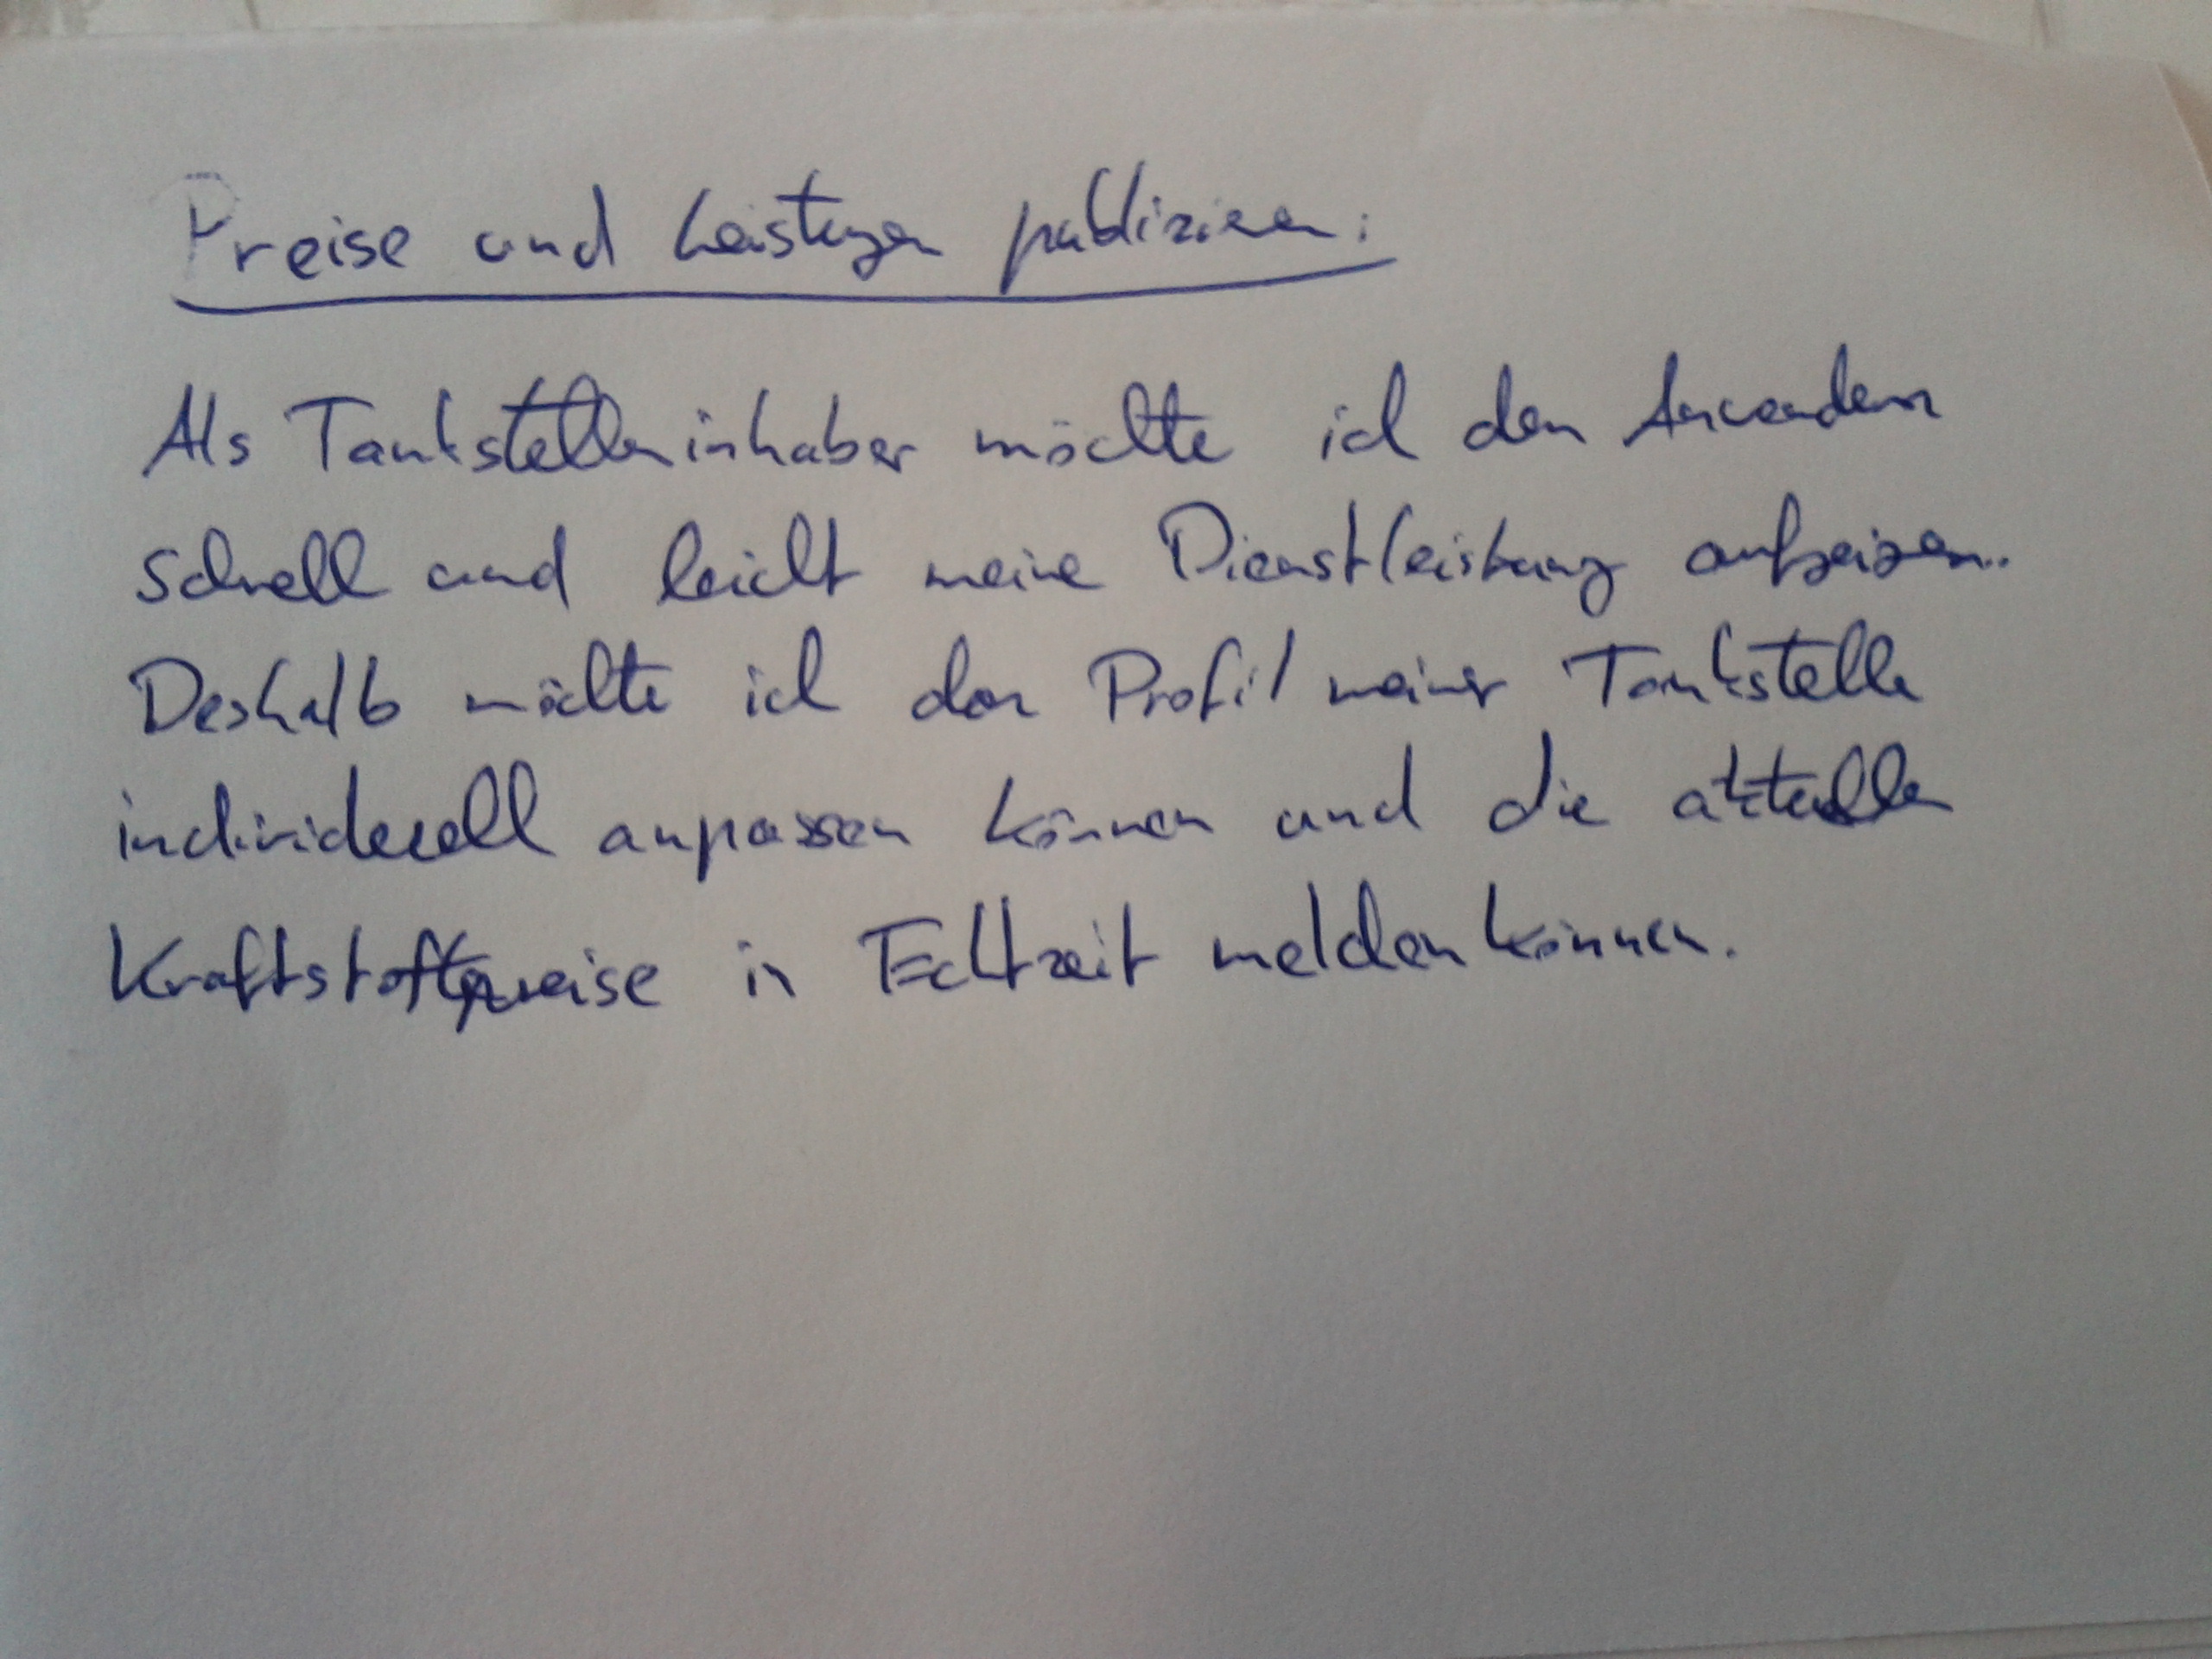 Preise und Leistungen publizieren:
Als Tankstelleninhaber möchte ich den Anwendern
schnell und leicht meine Dienstleistung aufzeigen.
Deshalb möchte ich das Profil meiner Tankstelle
individuell anpassen können und die aktuellen
Kraftstoffpreise in Echtzeit melden können.